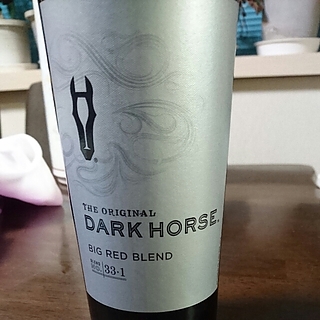 THE ORIGINAL
DARK HORSE.
BIG RED BLEND
33-1